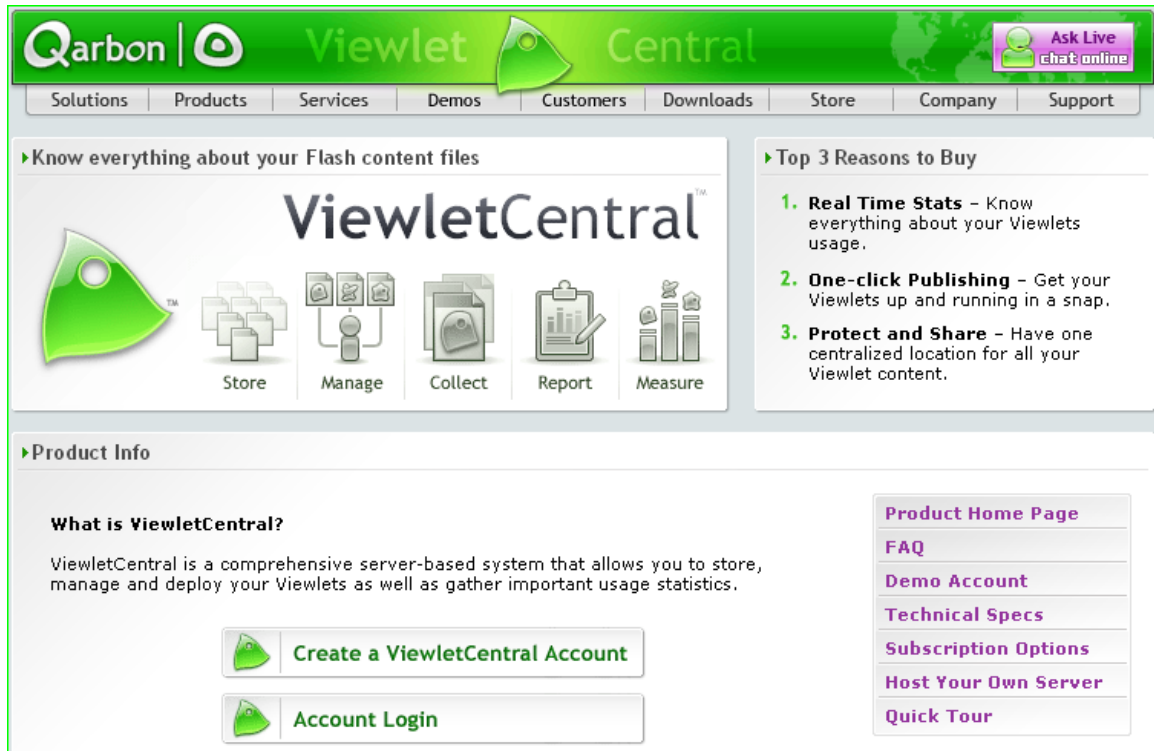 Qarbon
Viewlet Central
Ask Live
chat online
Solutions Products Services Demos Customers Downloads Store Company Support
Know everything about your Flash content files
ViewletCentral™
™
Store Manage Collect Report Measure
Top 3 Reasons to Buy
1. Real Time Stats – Know
everything about your Viewlets
usage.
2. One-click Publishing – Get your
Viewlets up and running in a snap.
3. Protect and Share – Have one
centralized location for all your
Viewlet content.
Product Info
What is ViewletCentral?
ViewletCentral is a comprehensive server-based system that allows you to store,
manage and deploy your Viewlets as well as gather important usage statistics.
Create a ViewletCentral Account
Account Login
Product Home Page
FAQ
Demo Account
Technical Specs
Subscription Options
Host Your Own Server
Quick Tour